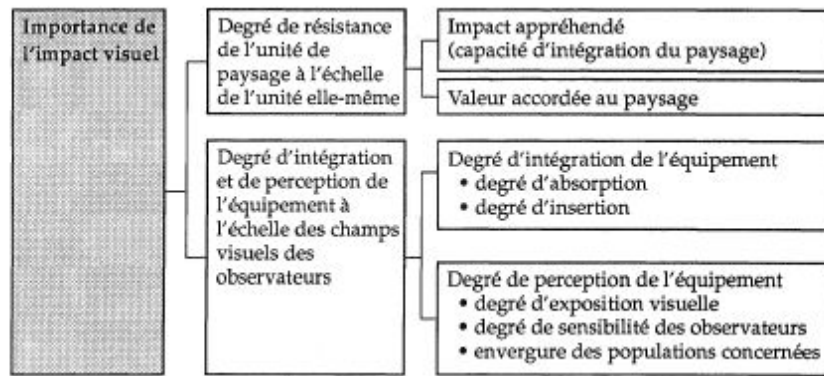 Importance de
l'impact visuel
Degré de résistance
de l'unité de
paysage à l'échelle
de l'unité elle-même
Impact appréhendé
(capacité d'intégration du paysage)
Valeur accordée au paysage
Degré d'intégration
et de perception de
l'équipement à
l'échelle des champs
visuels des
observateurs
Degré d'intégration de l'équipement
• degré d'absorption
• degré d'insertion
Degré de perception de l'équipement
• degré d'exposition visuelle
• degré de sensibilité des observateurs
• envergure des populations concernées